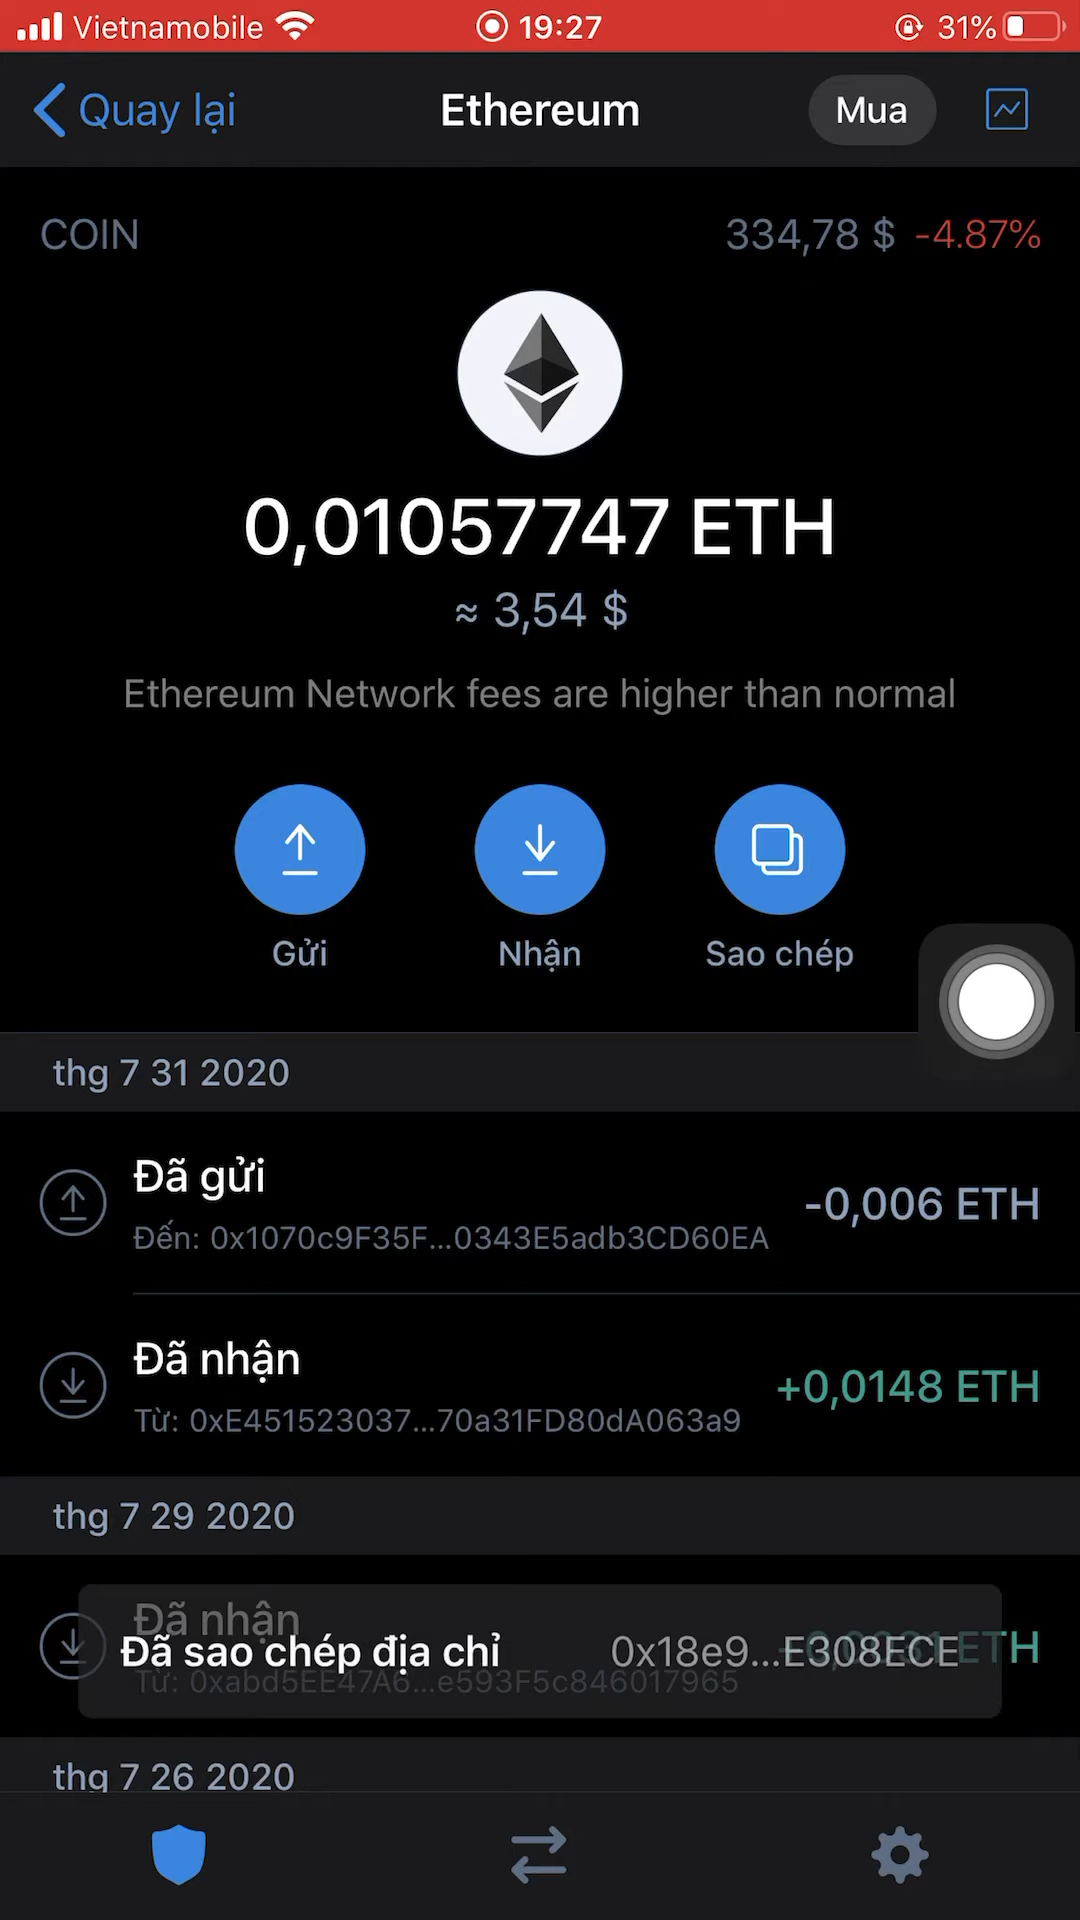 Vietnamobile 19:27 31%
Quay lại Ethereum Mua
COIN 334,78 $ -4.87%
0,01057747 ETH
≈ 3,54 $
Ethereum Network fees are higher than normal
Gửi Nhận Sao chép
thg 7 31 2020
Đã gửi
-0,006 ETH
Đến: 0x1070c9F35F...0343E5adb3CD60EA
Đã nhận
+0,0148 ETH
Từ: 0xE451523037...70a31FD80dA063a9
thg 7 29 2020
Đã nhận
Đã sao chép địa chỉ 0x18e9...E308ECE
ETH
Từ: 0xabd5EE47A6...e593F5c846017965
thg 7 26 2020